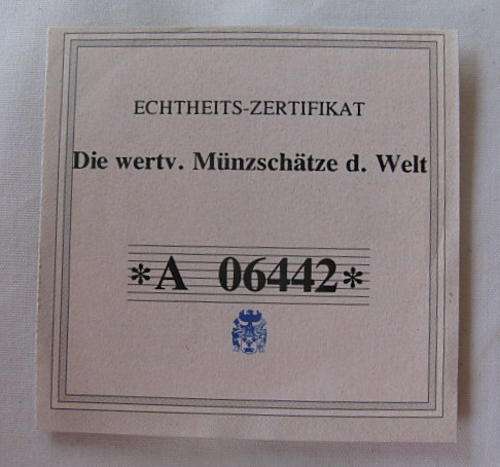 ECHTHEITS-ZERTIFIKAT
Die wertv. Münzschätze d. Welt
*A 06442*